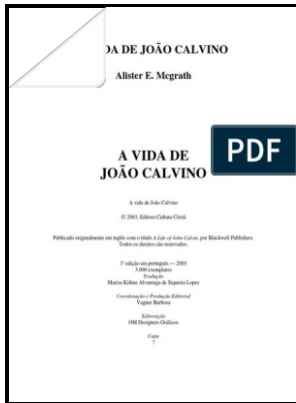 DA DE JOÃO CALVINO
Alister E. Mcgrath
PDF
A VIDA DE
JOÃO CALVINO
A vida de João Calvino
© 2003, Editora Cultura Cristã
Publicado originalmente em inglês com o título A Life of John Calvin, por Blackwell Publishers.
Todos os direitos são reservados.
1ª edição em português — 2003
3.000 exemplares
Produção
Marisa Kühne Alvarenga de Siqueira Lopes
Coordenação e Produção Editorial
Vagner Barbosa
Editoração
OM Designers Gráficos
Capa: